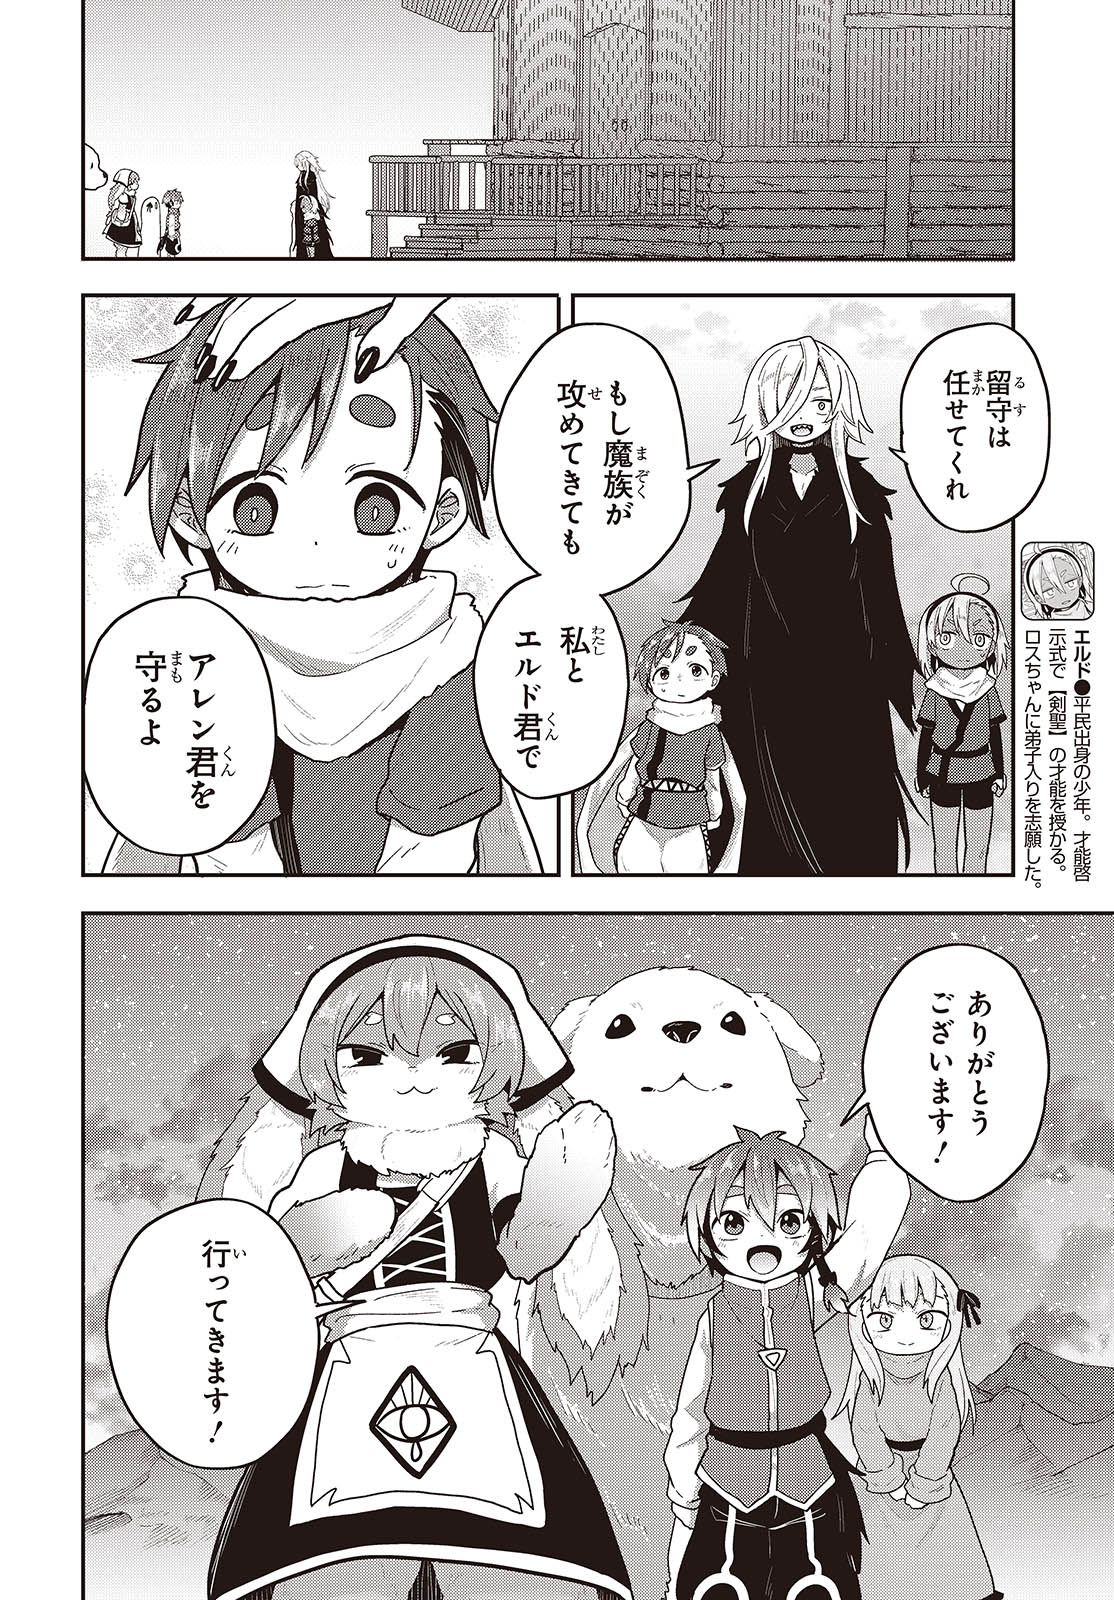 留守は
任せてくれ
もし魔族が
攻めてきても
私と
エルド君で
アレン君を
守るよ
エルド●平民出身の少年。才能啓
示式で【剣聖】の才能を授かる。
ロスちゃんに弟子入りを志願した。
ありがとう
ございます!
行ってきます!